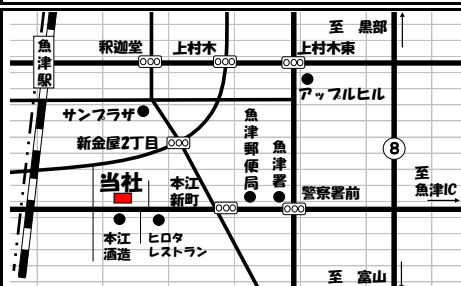 至 黒部
魚津駅
釈迦堂
上村木
上村木東
アップルヒル
サンプラザ
新金屋2丁目
魚津郵便局
魚津署
8
至
魚津IC
当社
本江
新町
警察署前
本江
酒造
ヒロタ
レストラン
至 富山